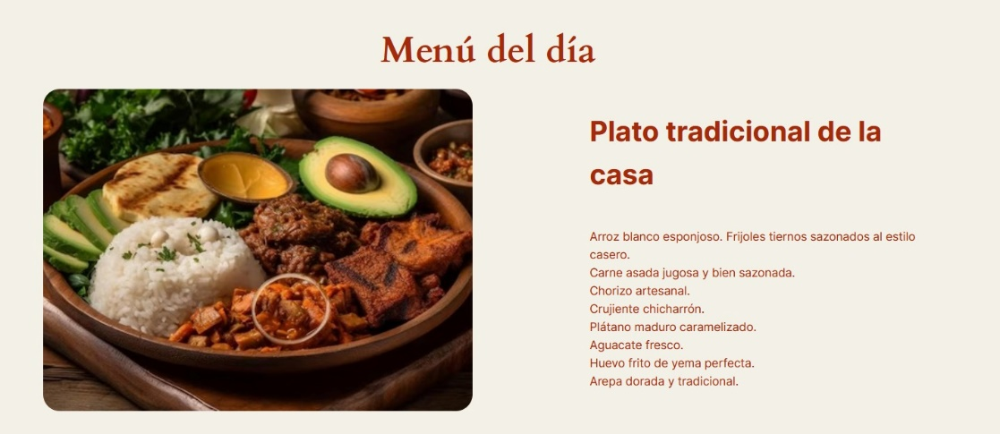 Menú del día
Plato tradicional de la
casa
Arroz blanco esponjoso. Frijoles tiernos sazonados al estilo
casero.
Carne asada jugosa y bien sazonada.
Chorizo artesanal.
Crujiente chicharrón.
Plátano maduro caramelizado.
Aguacate fresco.
Huevo frito de yema perfecta.
Arepa dorada y tradicional.